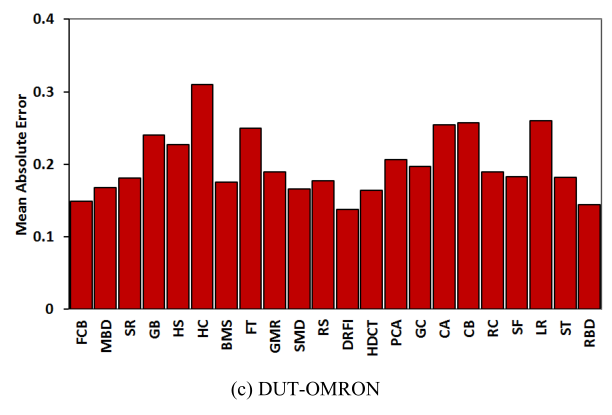 0.4
0.3
0.2
0.1
0
Mean Absolute Error
FCB MBD SR GB HS HC BMS FT GMR SMD RS DRFI HDCT PCA GC CA CB RC SF LR ST RBD
(c) DUT-OMRON